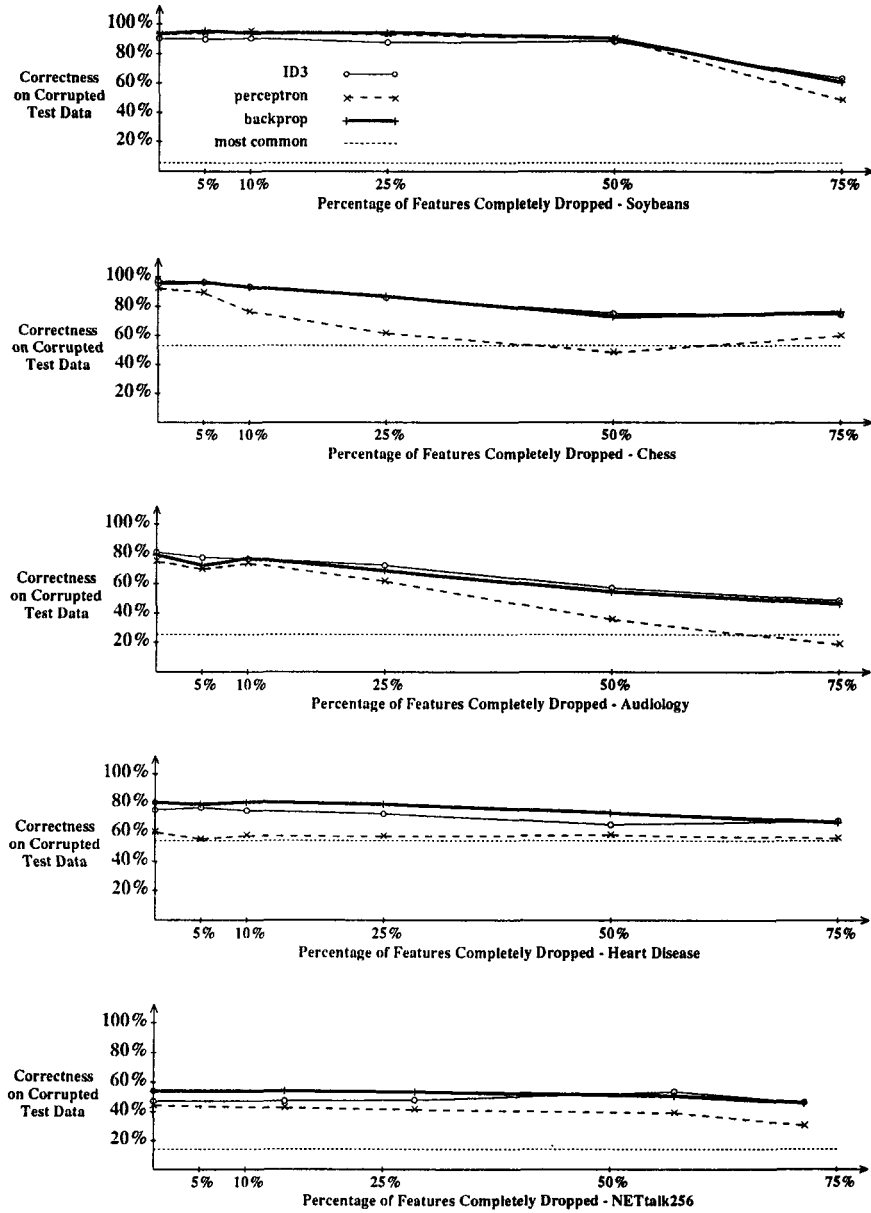 100%
80%
60%
40%
20%
Correctness
on Corrupted
Test Data
ID3
perceptron
backprop
most common
5% 10% 25% 50% 75%
Percentage of Features Completely Dropped - Soybeans
100%
80%
60%
40%
20%
Correctness
on Corrupted
Test Data
5% 10% 25% 50% 75%
Percentage of Features Completely Dropped - Chess
100%
80%
60%
40%
20%
Correctness
on Corrupted
Test Data
5% 10% 25% 50% 75%
Percentage of Features Completely Dropped - Audiology
100%
80%
60%
40%
20%
Correctness
on Corrupted
Test Data
5% 10% 25% 50% 75%
Percentage of Features Completely Dropped - Heart Disease
100%
80%
60%
40%
20%
Correctness
on Corrupted
Test Data
5% 10% 25% 50% 75%
Percentage of Features Completely Dropped - NETtalk256